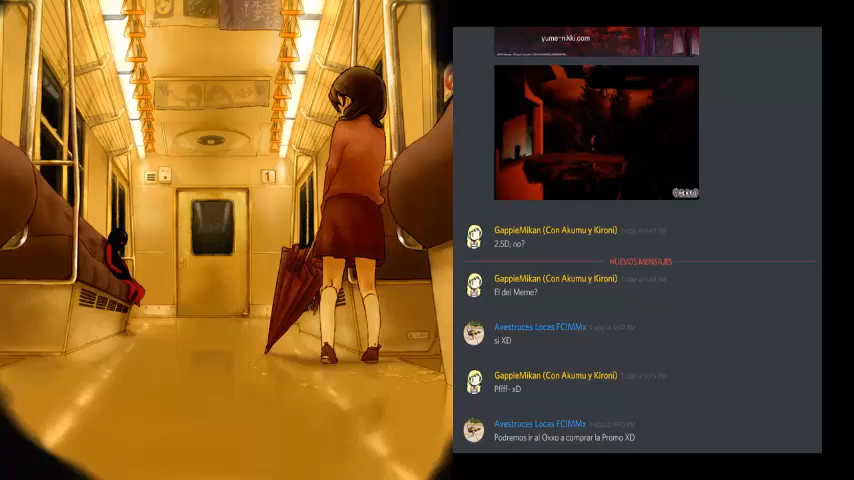 1
yume-nikki.com
GappieMikan (Con Akumu y Kironi)
2.5D, no?
NUEVOS MENSAJES
GappieMikan (Con Akumu y Kironi)
El del Meme?
Avestruces Locas FC!MMx
si XD
GappieMikan (Con Akumu y Kironi)
Pffff- xD
Avestruces Locas FC!MMx
Podremos ir al Oxxo a comprar la Promo XD